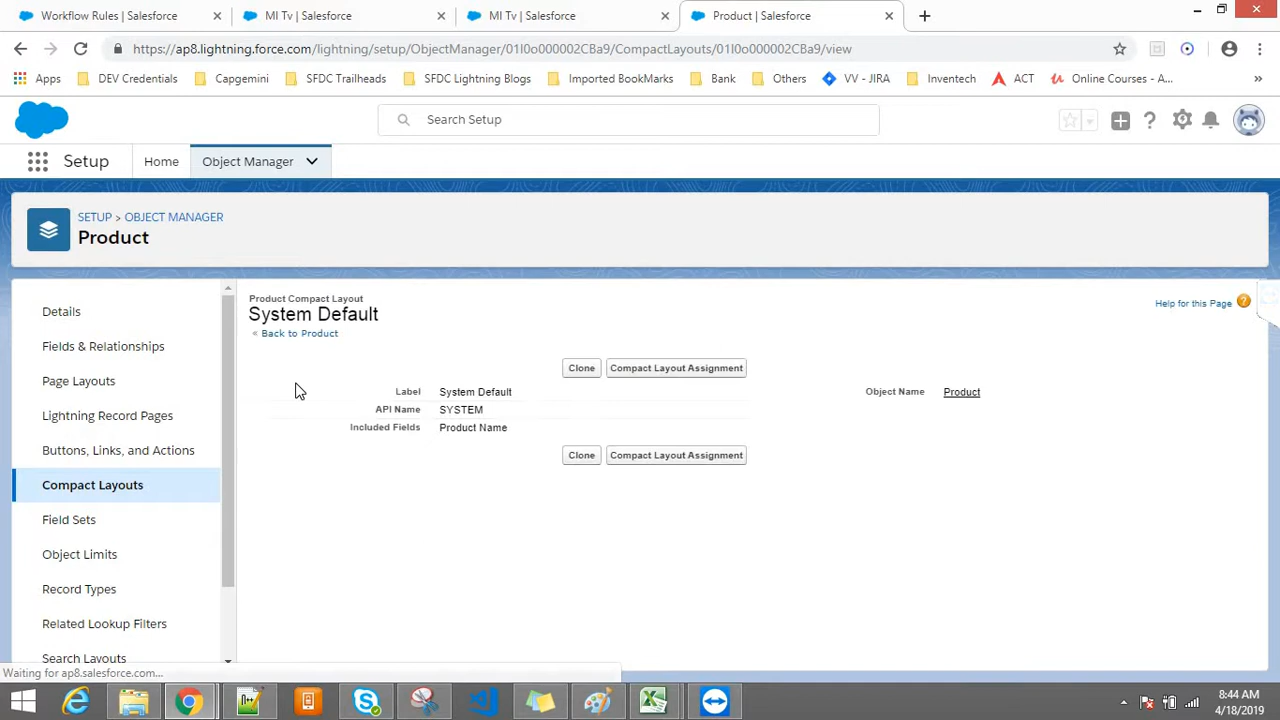 Workflow Rules | Salesforce
MI Tv | Salesforce
MI Tv | Salesforce
Product | Salesforce
https://ap8.lightning.force.com/lightning/setup/ObjectManager/01I0o000002CBa9/CompactLayouts/01I0o000002CBa9/view
Apps
DEV Credentials
Capgemini
SFDC Trailheads
SFDC Lightning Blogs
Imported BookMarks
Bank
Others
VV - JIRA
Inventech
ACT
Online Courses - A...
»
Search Setup
Setup
Home
Object Manager
SETUP > OBJECT MANAGER
Product
Details
Fields & Relationships
Page Layouts
Lightning Record Pages
Buttons, Links, and Actions
Compact Layouts
Field Sets
Object Limits
Record Types
Related Lookup Filters
Search Layouts
Product Compact Layout
System Default
« Back to Product
Help for this Page
Clone
Compact Layout Assignment
Label System Default
Object Name Product
API Name SYSTEM
Included Fields Product Name
Clone
Compact Layout Assignment
Waiting for ap8.salesforce.com...
8:44 AM
4/18/2019